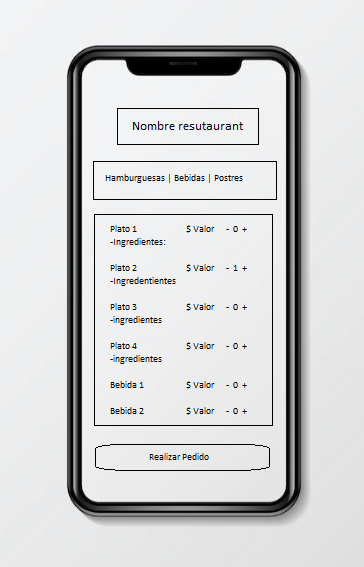 Nombre resutaurant
Hamburguesas | Bebidas | Postres
Plato 1 $ Valor - 0 +
-Ingredientes:
Plato 2 $ Valor - 1 +
-Ingredentientes
Plato 3 $ Valor - 0 +
-ingredientes
Plato 4 $ Valor - 0 +
-ingredientes
Bebida 1 $ Valor - 0 +
Bebida 2 $ Valor - 0 +
Realizar Pedido